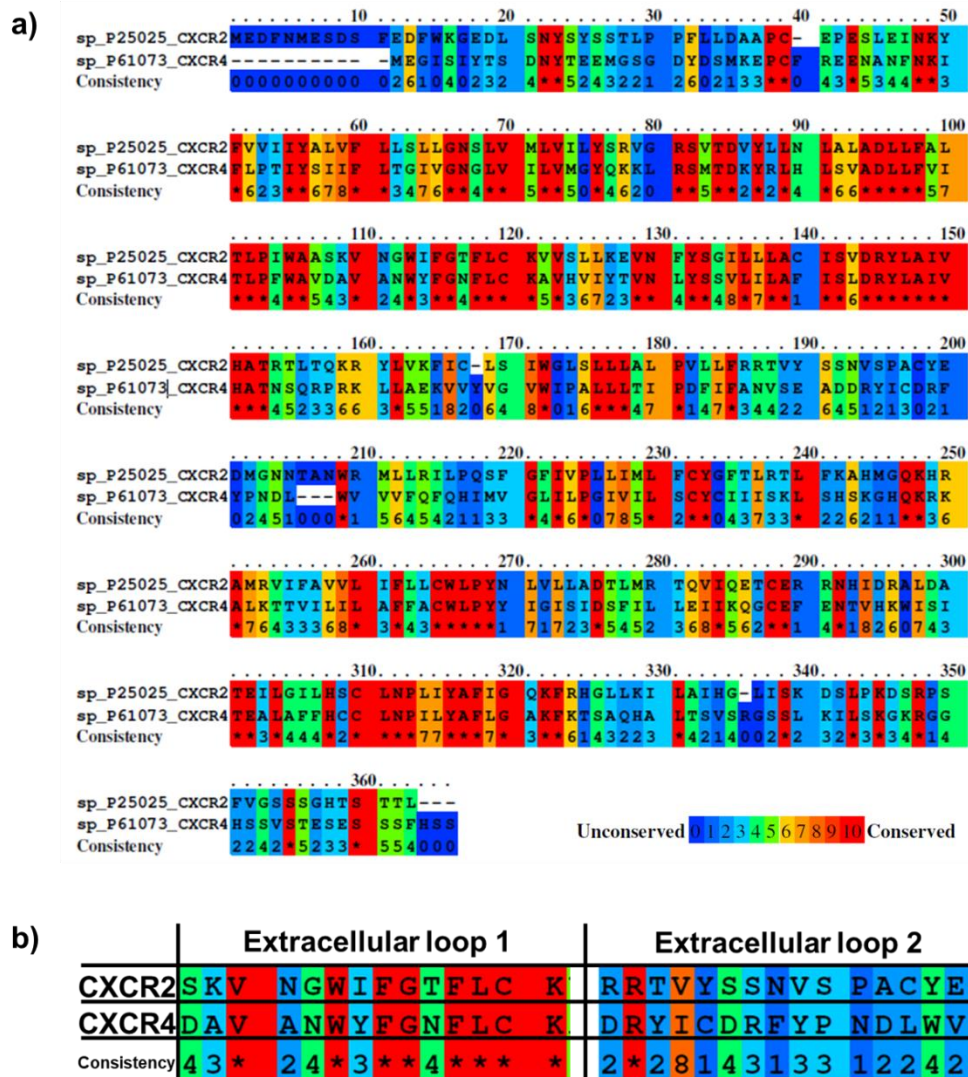 a)
10 20 30 40 50
sp_P25025_CXCR2 MEDFNMESDS FEDFWKGEDL SNYSYSSTLP PFLLDAAPC- EPESLEINKY
sp_P61073_CXCR4 ---------- -MEGISIYTS DNYTEEMGSG DYDSMKEPCF REENANFNKI
Consistency 0000000000 0261040232 4**5243221 2602133**0 43*5344**3
60 70 80 90 100
sp_P25025_CXCR2 FVVIIYALVF LLSLLGNSLV MLVILYSRVG RSVTDVYLLN LALADLLFAL
sp_P61073_CXCR4 FLPTIYSIIF LTGIVGNGLV ILVMGYQKKL RSMTDKYRLH LSVADLLFVI
Consistency *623**678* *3476**4** 5**50*4620 **5**2*2*4 *66*****57
110 120 130 140 150
sp_P25025_CXCR2 TLPIWAASKV NGWIFGTFLC KVVSLLKEVN FYSGILLLAC ISVDRYLAIV
sp_P61073_CXCR4 TLPFWAVDAV ANWYFGNFLC KAVHVIYTVN LYSSVLILAF ISLDRYLAIV
Consistency ***4**543* 24*3**4*** *5*36723** 4**48*7**1 **6*******
160 170 180 190 200
sp_P25025_CXCR2 HATRTLTQKR YLVKFIC-LS IWGLSLLLAL PVLLFRRTVY SSNVSPACYE
sp_P61073_CXCR4 HATNSQRPRK LLAEKVVYVG VWIPALLLTI PDFIFANVSE ADDRYICDRF
Consistency ***4523366 3*55182064 8*016***47 *147*34422 6451213021
210 220 230 240 250
sp_P25025_CXCR2 DMGNNTANWR MLLRILPQSF GFIVPLLIML FCYGFTLRTL FKAHMGQKHR
sp_P61073_CXCR4 YPNDL---WV VVFQFQHIMV GLILPGIVIL SCYCIIISKL SHSKGHQKRK
Consistency 02451000*1 5645421133 *4*6*0785* 2**043733* 226211**36
260 270 280 290 300
sp_P25025_CXCR2 AMRVIFAVVL IFLLCWLPYN LVLLADTLMR TQVIQETCER RNHIDRALDA
sp_P61073_CXCR4 ALKTTVILIL AFFACWLPYY IGISIDSFIL LEIIKQGCEF ENTVHKWISI
Consistency *76433368* 3*43*****1 71723*5452 368*562**1 4*18260743
310 320 330 340 350
sp_P25025_CXCR2 TEILGILHSC LNPLIYAFIG QKFRHGLLKI LAIHG-LISK DSLPKDSRPS
sp_P61073_CXCR4 TEALAFFHCC LNPILYAFLG AKFKTSAQHA LTSVSRGSSL KILSKGKRGG
Consistency **3*444*2* ***77***7* 3**6143223 *4214002*2 32*3*34*14
360
sp_P25025_CXCR2 FVGSSSGHTS TTL---
sp_P61073_CXCR4 HSSVSTESES SSFHSS
Consistency 2242*5233* 554000
Unconserved 0 1 2 3 4 5 6 7 8 9 10 Conserved
b)
Extracellular loop 1 Extracellular loop 2
CXCR2 SKV NGWIFGTFLC K RRTVYSSNVS PACYE
CXCR4 DAV ANWYFGNFLC K DRYICDRFYP NDLWV
Consistency 43* 24*3**4*** * 2*28143133 12242